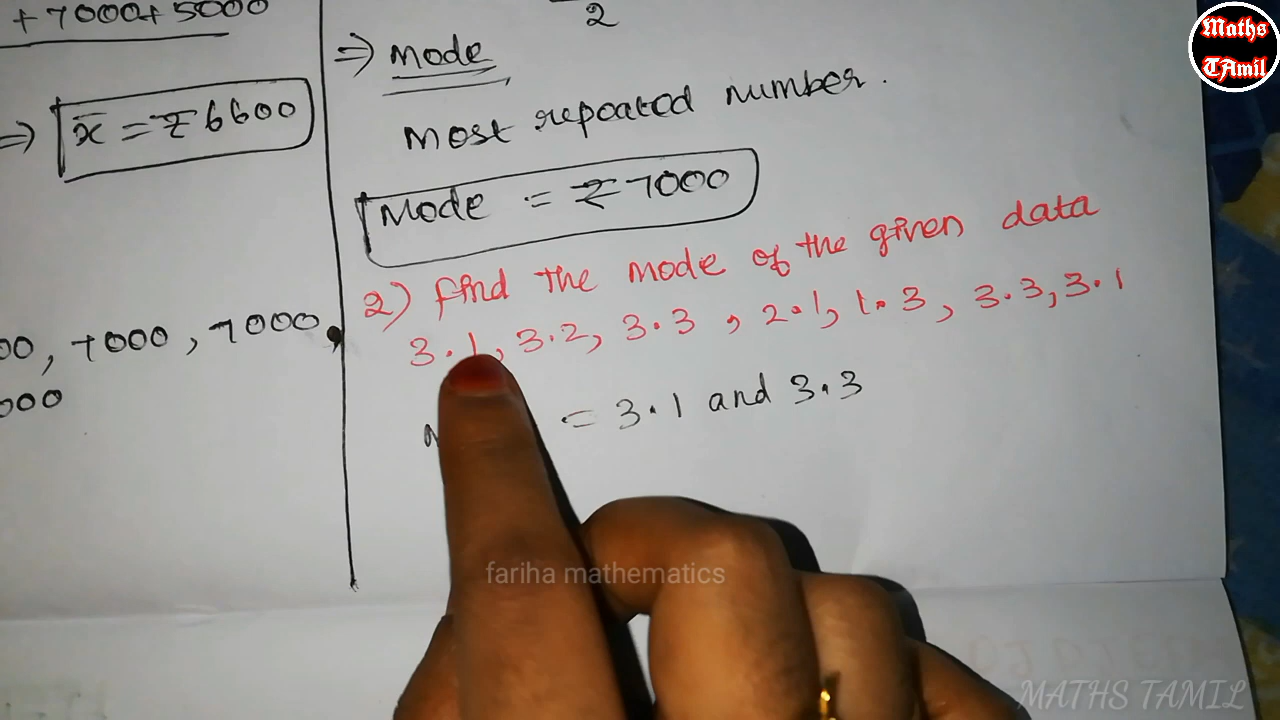 +7000+5000
⇒ x̄ = ₹6600
00, 7000, 7000,
000
2
⇒ Mode
Most repeated number.
Mode = ₹7000
2) Find the mode of the given data
3.1, 3.2, 3.3, 2.1, 1.3, 3.3, 3.1
= 3.1 and 3.3
Maths
TAmil
fariha mathematics
MATHS TAMIL